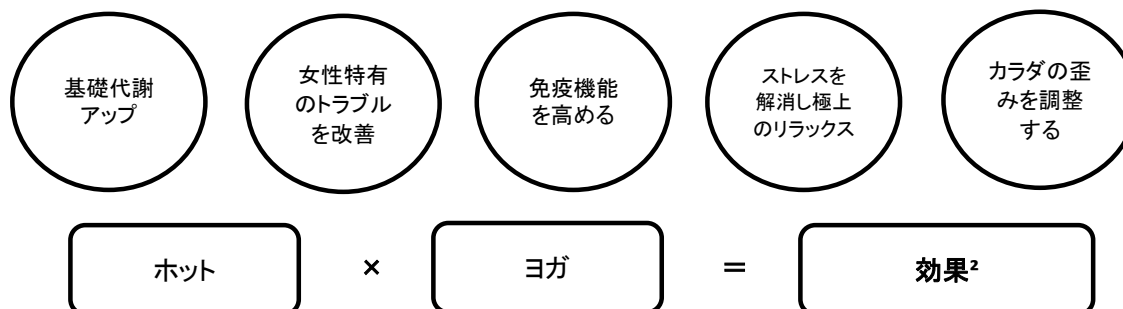 基礎代謝
アップ
女性特有
のトラブル
を改善
免疫機能
を高める
ストレスを
解消し極上
のリラックス
カラダの歪
みを調整
する
ホット × ヨガ ＝ 効果²